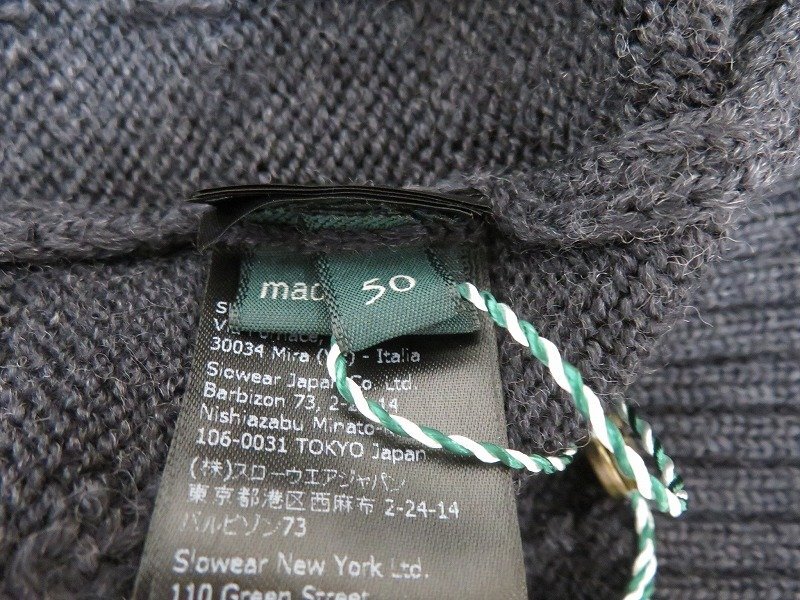 mad
50
30034 Mira (VE) - Italia
Slowear Japan Co. Ltd.
Barbizon 73, 2-24-14
Nishiazabu Minato-
106-0031 TOKYO Japan
(株)スローウエアジャパン
東京都港区西麻布 2-24-14
バルビゾン73
Slowear New York Ltd.
110 Green Street